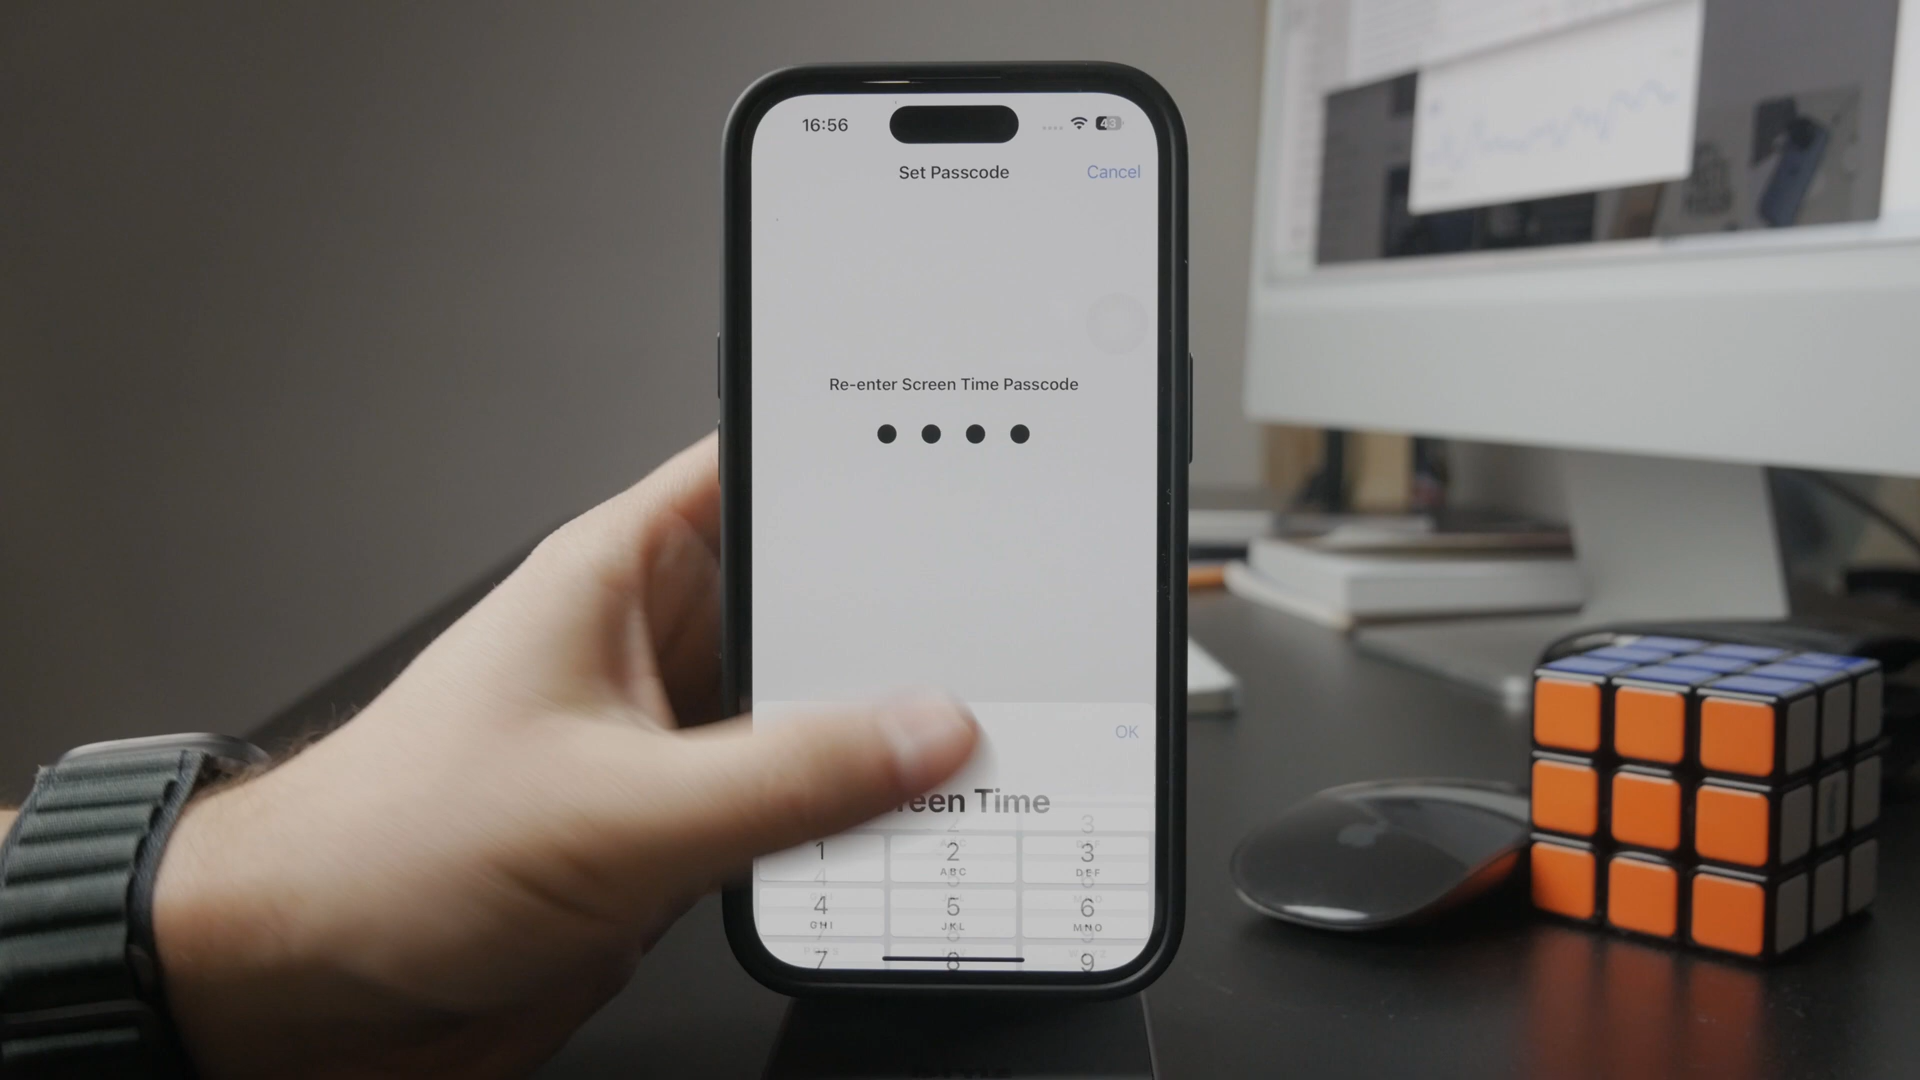 16:56
43
Set Passcode
Cancel
Re-enter Screen Time Passcode
OK
Time
1
2
3
ABC
DEF
4
5
6
GHI
JKL
MNO
7
8
9